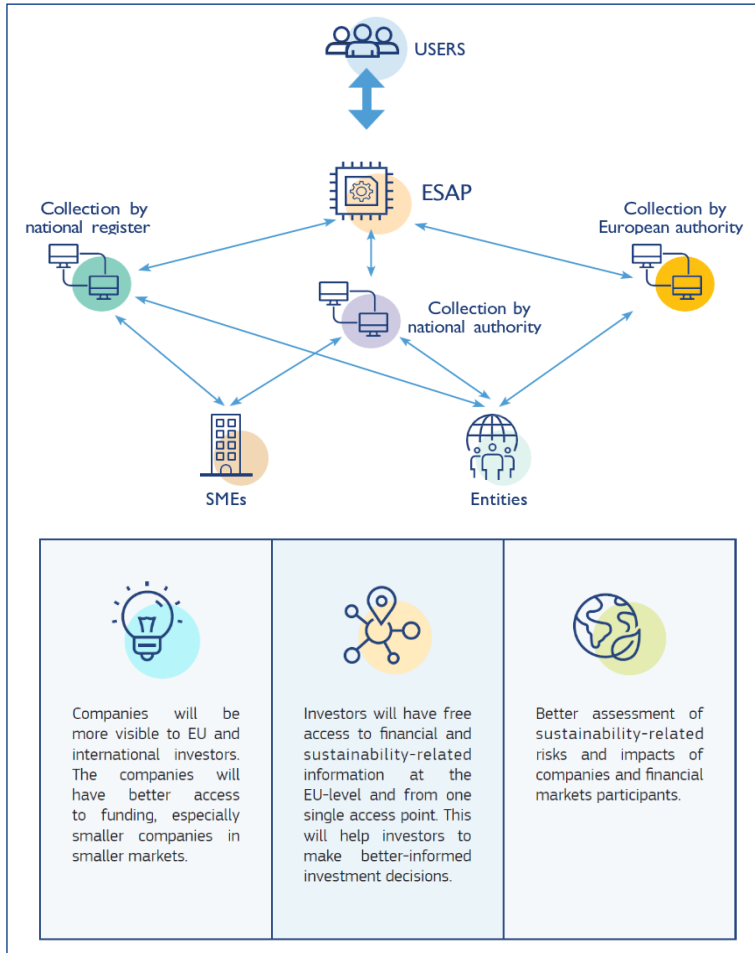 USERS
ESAP
Collection by
national register
Collection by
European authority
Collection by
national authority
SMEs
Entities
Companies will be
more visible to EU and
international investors.
The companies will
have better access
to funding, especially
smaller companies in
smaller markets.
Investors will have free
access to financial and
sustainability-related
information at the
EU-level and from one
single access point. This
will help investors to
make better-informed
investment decisions.
Better assessment of
sustainability-related
risks and impacts of
companies and financial
markets participants.